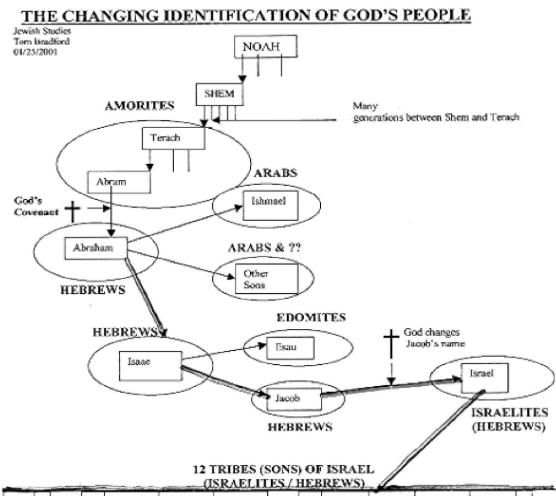 THE CHANGING IDENTIFICATION OF GOD'S PEOPLE
Jewish Studies
Tom Bradford
01/25/2001
NOAH
SHEM
AMORITES
Many
generations between Shem and Terach
Terach
Abram
ARABS
God's
Covenant
Ishmael
Abraham
ARABS & ??
Other
Sons
HEBREWS
EDOMITES
HEBREWS
God changes
Jacob's name
Esau
Isaac
Israel
Jacob
ISRAELITES
(HEBREWS)
HEBREWS
12 TRIBES (SONS) OF ISRAEL
(ISRAELITES / HEBREWS)